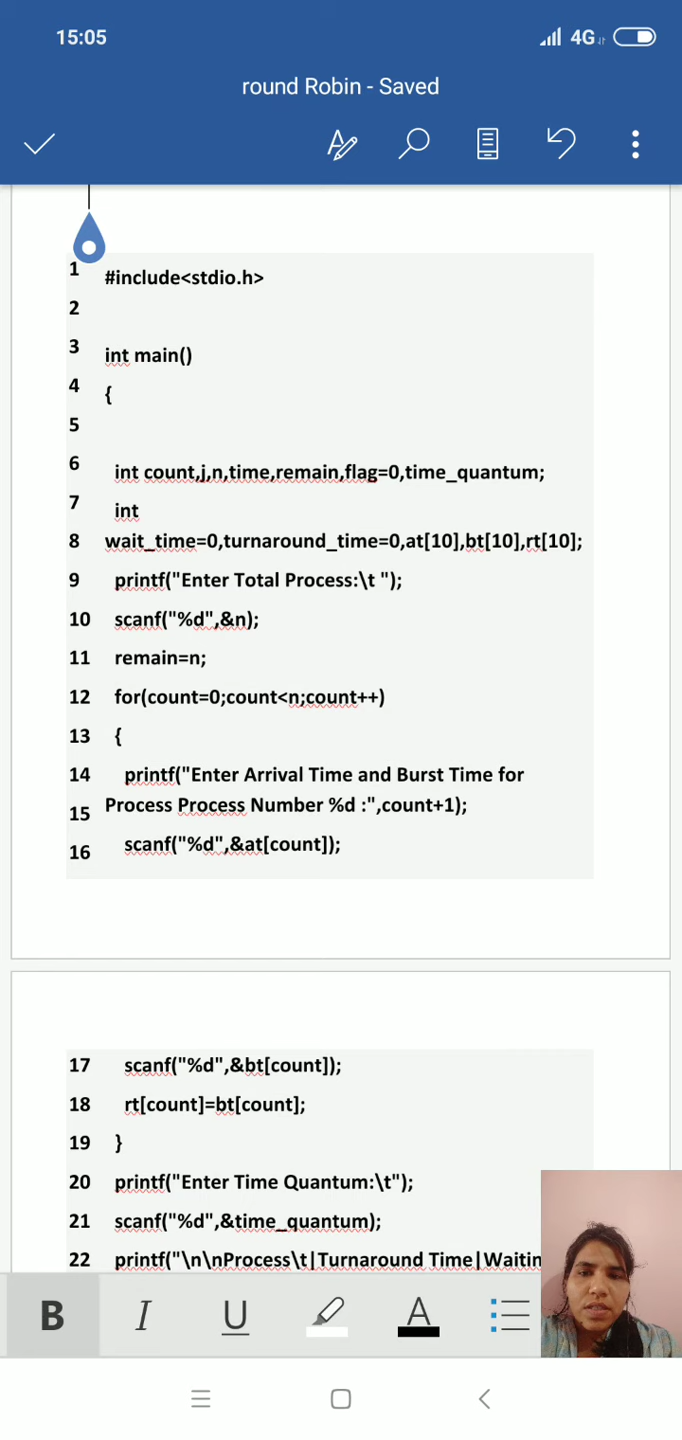 15:05
4G
round Robin - Saved
1 #include<stdio.h>
2
3 int main()
4 {
5
6 int count,j,n,time,remain,flag=0,time_quantum;
7 int
8 wait_time=0,turnaround_time=0,at[10],bt[10],rt[10];
9 printf("Enter Total Process:\t ");
10 scanf("%d",&n);
11 remain=n;
12 for(count=0;count<n;count++)
13 {
14 printf("Enter Arrival Time and Burst Time for
15 Process Process Number %d :",count+1);
16 scanf("%d",&at[count]);
17 scanf("%d",&bt[count]);
18 rt[count]=bt[count];
19 }
20 printf("Enter Time Quantum:\t");
21 scanf("%d",&time_quantum);
22 printf("\n\nProcess\t|Turnaround Time|Waitin
B I U A